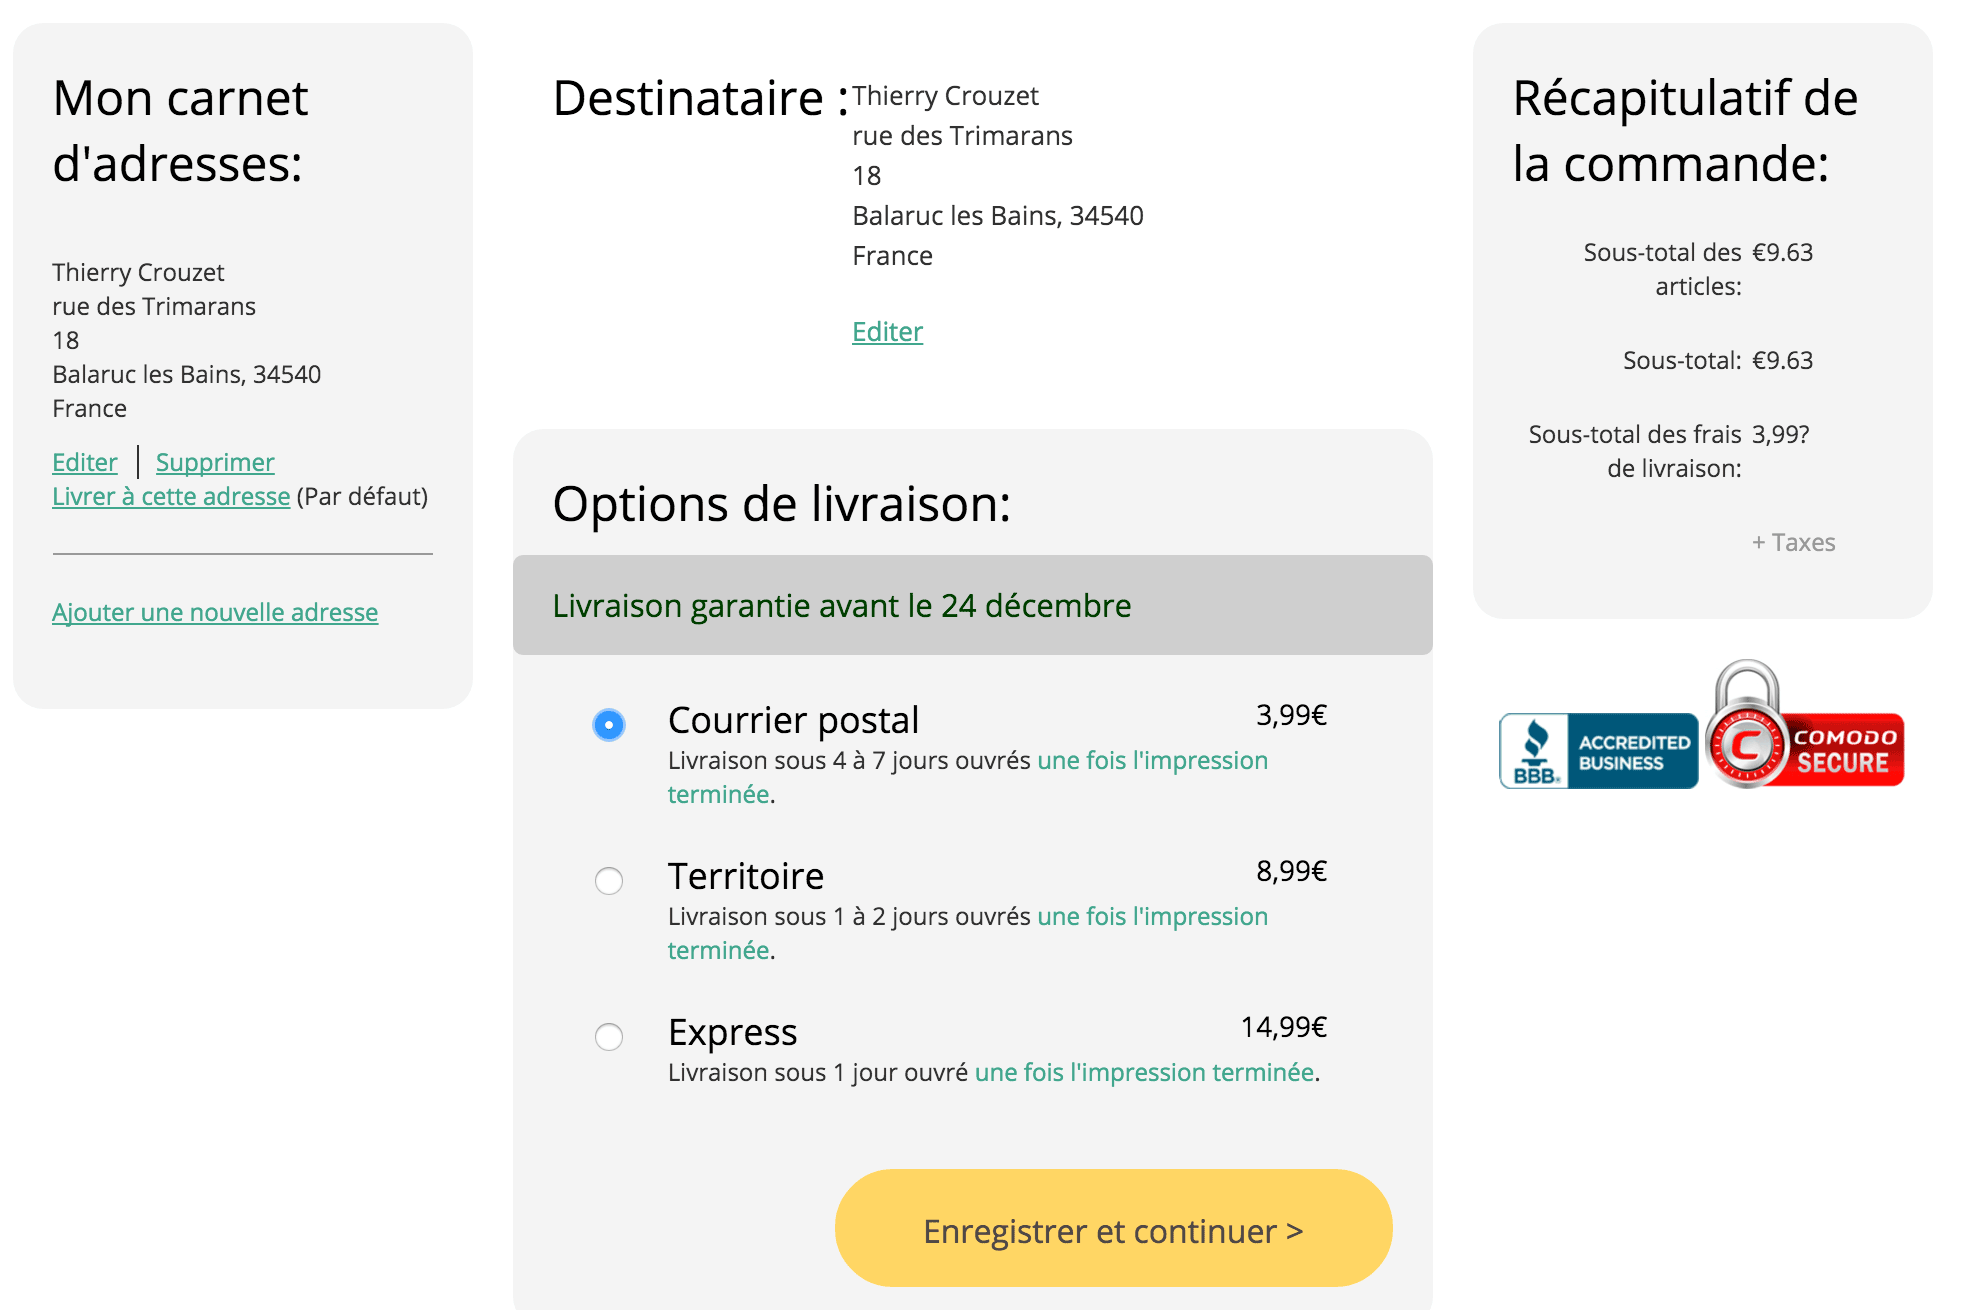 Mon carnet
d'adresses:
Thierry Crouzet
rue des Trimarans
18
Balaruc les Bains, 34540
France
Editer | Supprimer
Livrer à cette adresse (Par défaut)
Ajouter une nouvelle adresse
Destinataire :
Thierry Crouzet
rue des Trimarans
18
Balaruc les Bains, 34540
France
Editer
Options de livraison:
Livraison garantie avant le 24 décembre
Courrier postal 3,99€
Livraison sous 4 à 7 jours ouvrés une fois l'impression
terminée.
Territoire 8,99€
Livraison sous 1 à 2 jours ouvrés une fois l'impression
terminée.
Express 14,99€
Livraison sous 1 jour ouvré une fois l'impression terminée.
Enregistrer et continuer >
Récapitulatif de
la commande:
Sous-total des €9.63
articles:
Sous-total: €9.63
Sous-total des frais 3,99?
de livraison:
+ Taxes
BBB.
ACCREDITED
BUSINESS
C
COMODO
SECURE